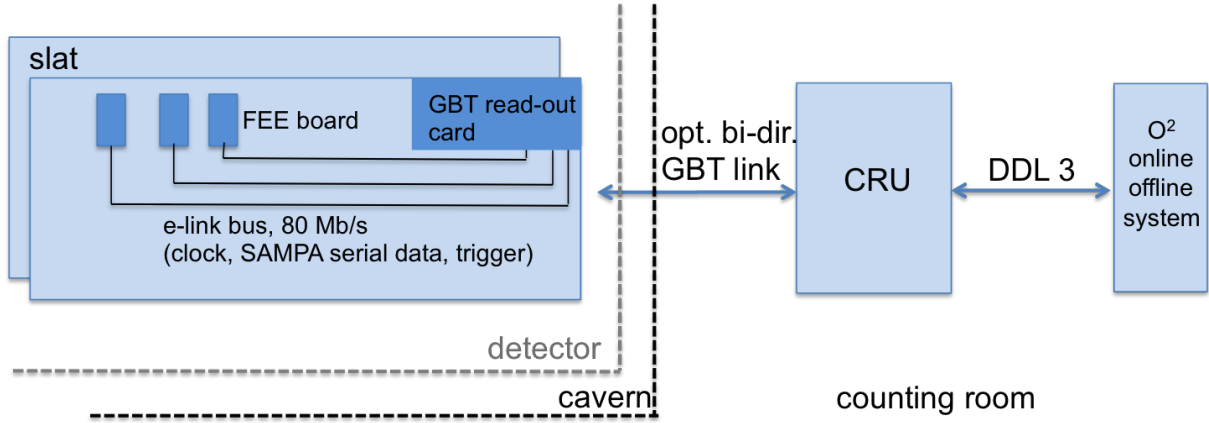 slat
FEE board
GBT read-out
card
e-link bus, 80 Mb/s
(clock, SAMPA serial data, trigger)
detector
cavern
opt. bi-dir.
GBT link
CRU
DDL 3
O²
online
offline
system
counting room